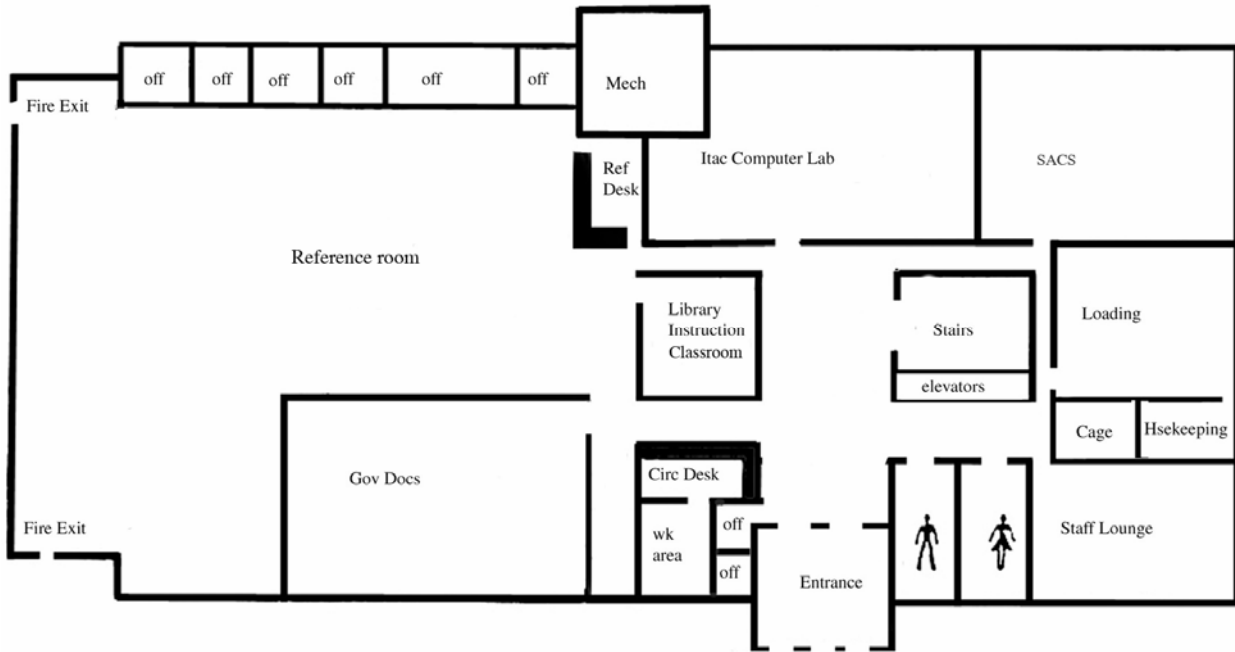 off
off
off
off
off
off
Mech
Fire Exit
Itac Computer Lab
SACS
Ref
Desk
Reference room
Library
Instruction
Classroom
Stairs
Loading
elevators
Cage
Hsekeeping
Circ Desk
Gov Docs
wk
area
off
off
Fire Exit
Entrance
Staff Lounge